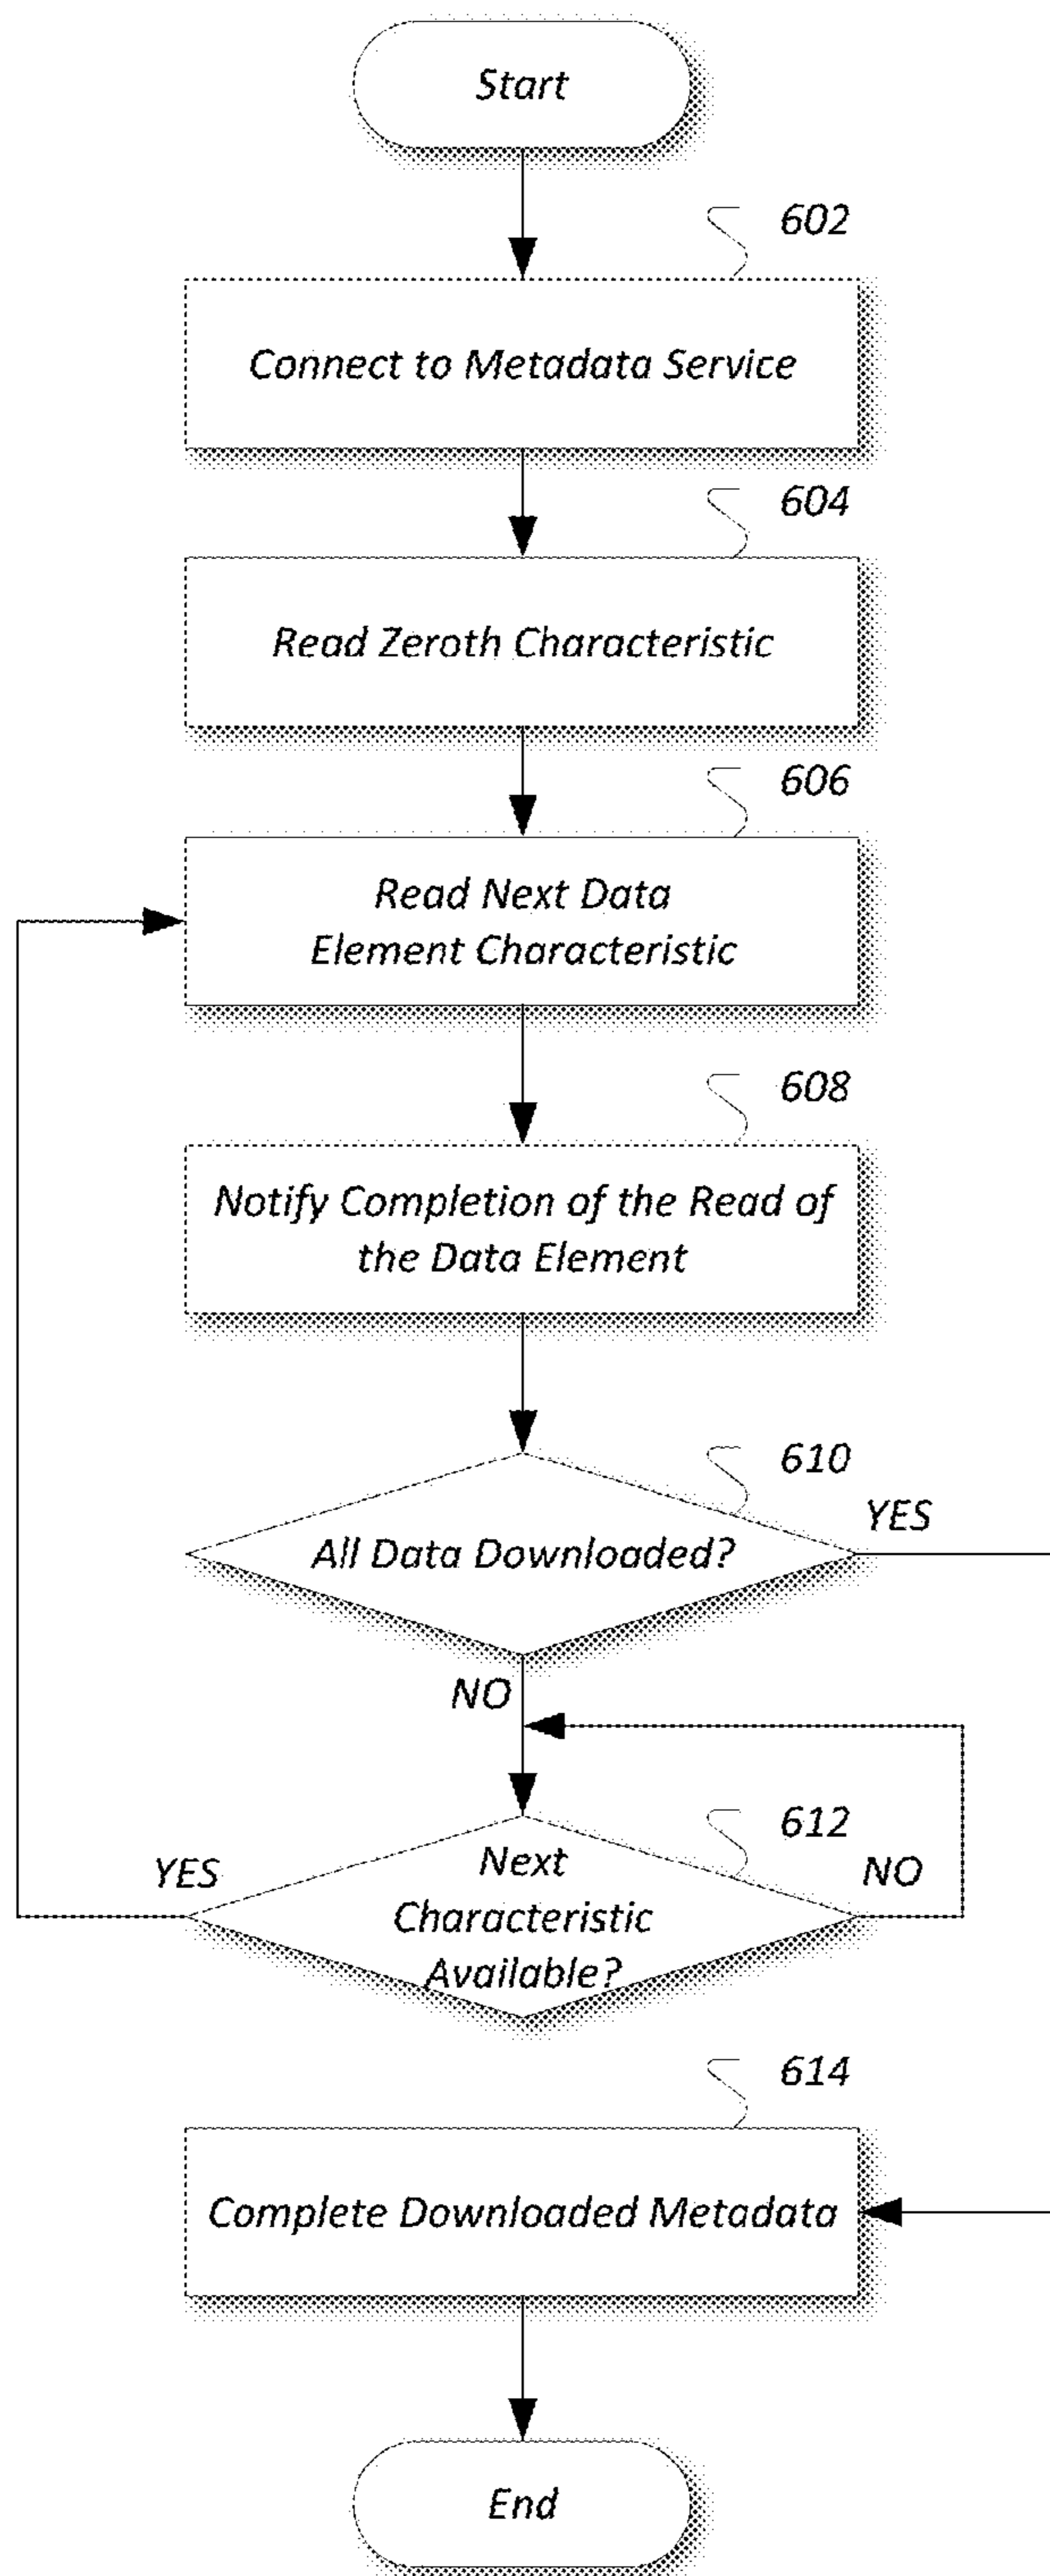 Start
602
Connect to Metadata Service
604
Read Zeroth Characteristic
606
Read Next Data
Element Characteristic
608
Notify Completion of the Read of
the Data Element
610
YES
All Data Downloaded?
NO
612
Next
YES
NO
Characteristic
Available?
614
Complete Downloaded Metadata
End